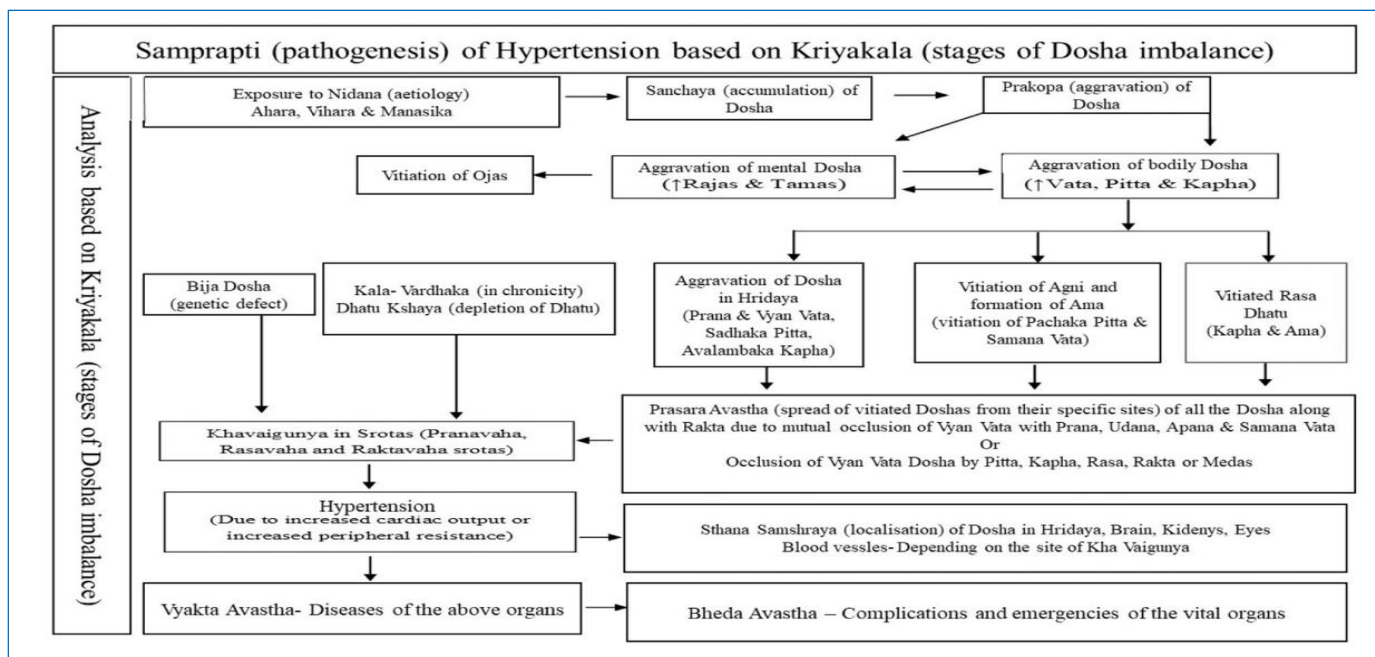 Samprapti (pathogenesis) of Hypertension based on Kriyakala (stages of Dosha imbalance)
Analysis based on Kriyakala (stages of Dosha imbalance)
Exposure to Nidana (aetiology)
Ahara, Vihara & Manasika
Sanchaya (accumulation) of
Dosha
Prakopa (aggravation) of
Dosha
Vitiation of Ojas
Aggravation of mental Dosha
(↑Rajas & Tamas)
Aggravation of bodily Dosha
(↑Vata, Pitta & Kapha)
Bija Dosha
(genetic defect)
Kala- Vardhaka (in chronicity)
Dhatu Kshaya (depletion of Dhatu)
Aggravation of Dosha
in Hridaya
(Prana & Vyan Vata,
Sadhaka Pitta,
Avalambaka Kapha)
Vitiation of Agni and
formation of Ama
(vitiation of Pachaka Pitta &
Samana Vata)
Vitiated Rasa
Dhatu
(Kapha & Ama)
Khavaigunya in Srotas (Pranavaha,
Rasavaha and Raktavaha srotas)
Prasara Avastha (spread of vitiated Doshas from their specific sites) of all the Dosha along
with Rakta due to mutual occlusion of Vyan Vata with Prana, Udana, Apana & Samana Vata
Or
Occlusion of Vyan Vata Dosha by Pitta, Kapha, Rasa, Rakta or Medas
Hypertension
(Due to increased cardiac output or
increased peripheral resistance)
Sthana Samshraya (localisation) of Dosha in Hridaya, Brain, Kidenys, Eyes
Blood vessles-Depending on the site of Kha Vaigunya
Vyakta Avastha- Diseases of the above organs
Bheda Avastha – Complications and emergencies of the vital organs